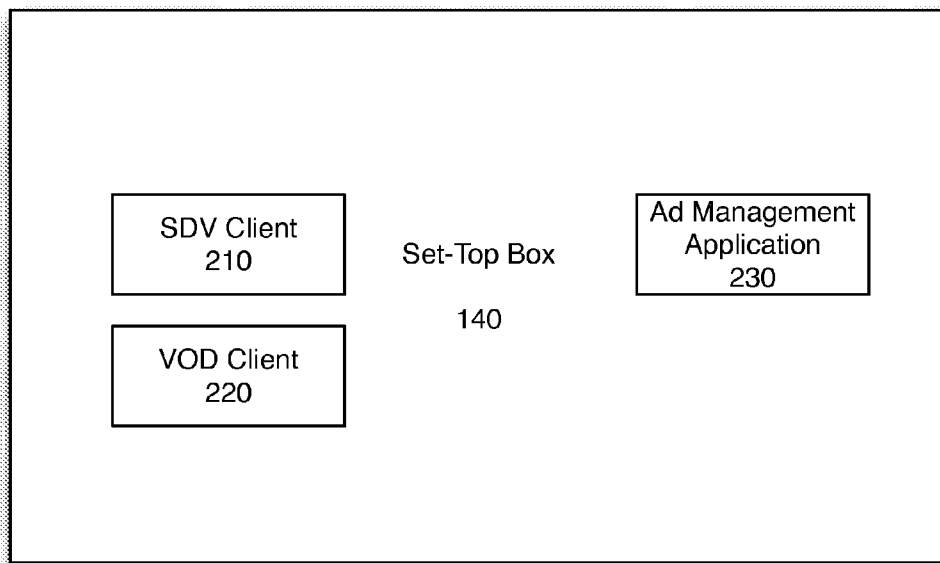 SDV Client
210
VOD Client
220
Set-Top Box
140
Ad Management
Application
230